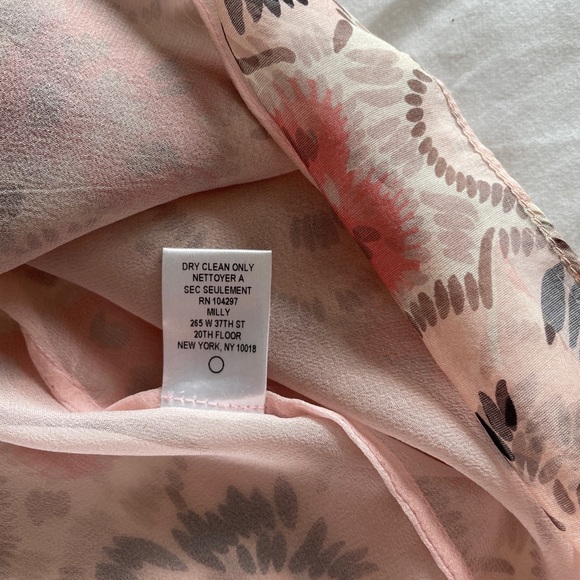 DRY CLEAN ONLY
NETTOYER A
SEC SEULEMENT
RN 104297
MILLY
265 W 37TH ST
20TH FLOOR
NEW YORK, NY 10018